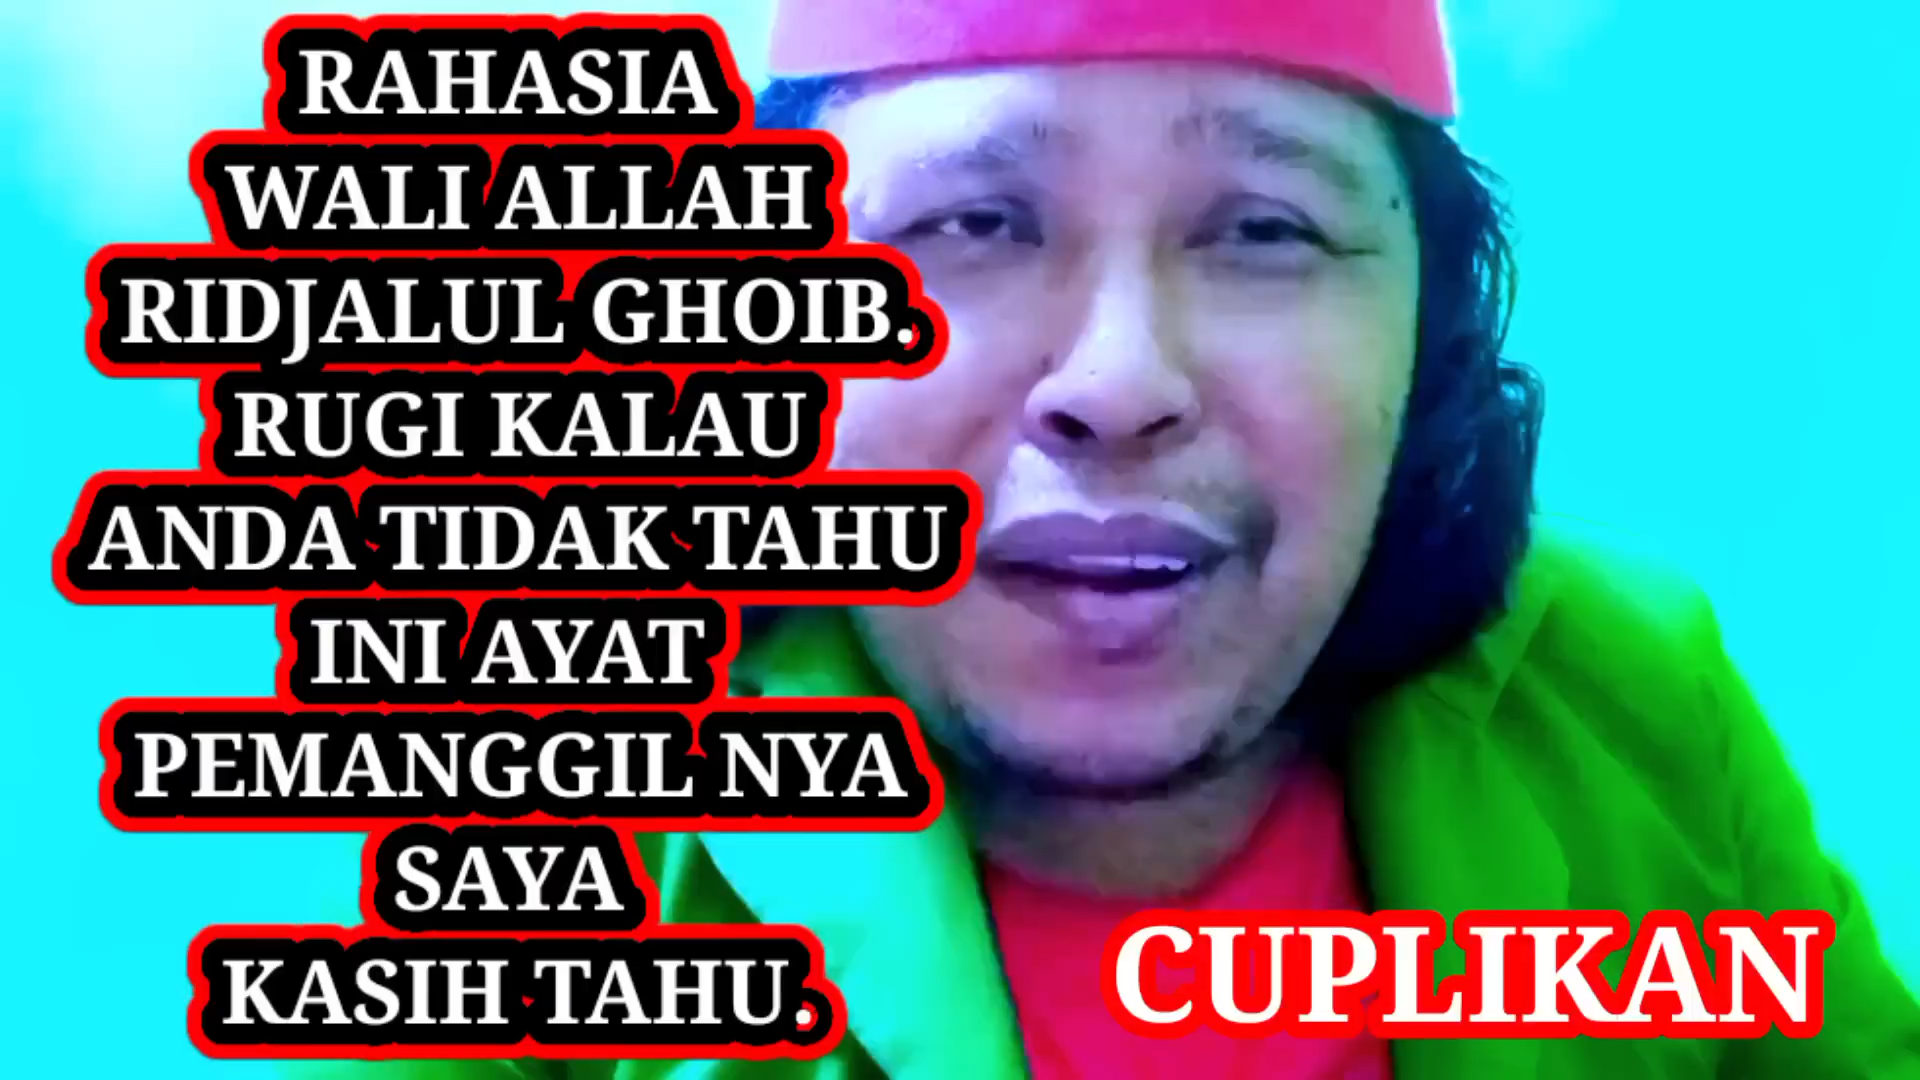 RAHASIA
WALI ALLAH
RIDJALUL GHOIB.
RUGI KALAU
ANDA TIDAK TAHU
INI AYAT
PEMANGGIL NYA
SAYA
KASIH TAHU.
CUPLIKAN